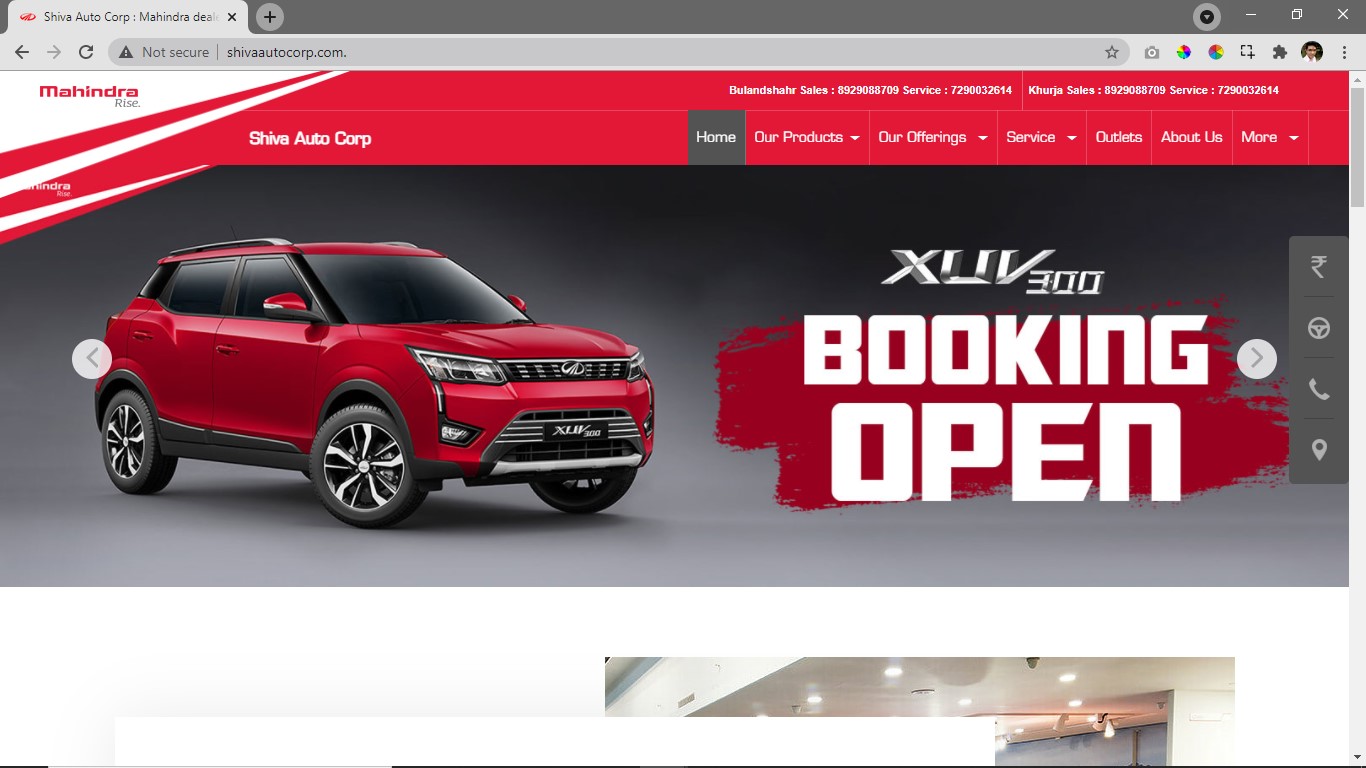 Shiva Auto Corp : Mahindra deale
Not secure
shivaautocorp.com.
Mahindra
Rise.
Bulandshahr Sales : 8929088709 Service : 7290032614
Khurja Sales : 8929088709 Service : 7290032614
Shiva Auto Corp
Home
Our Products
Our Offerings
Service
Outlets
About Us
More
hindra
Rise.
XUV300
BOOKING
OPEN
XUV300